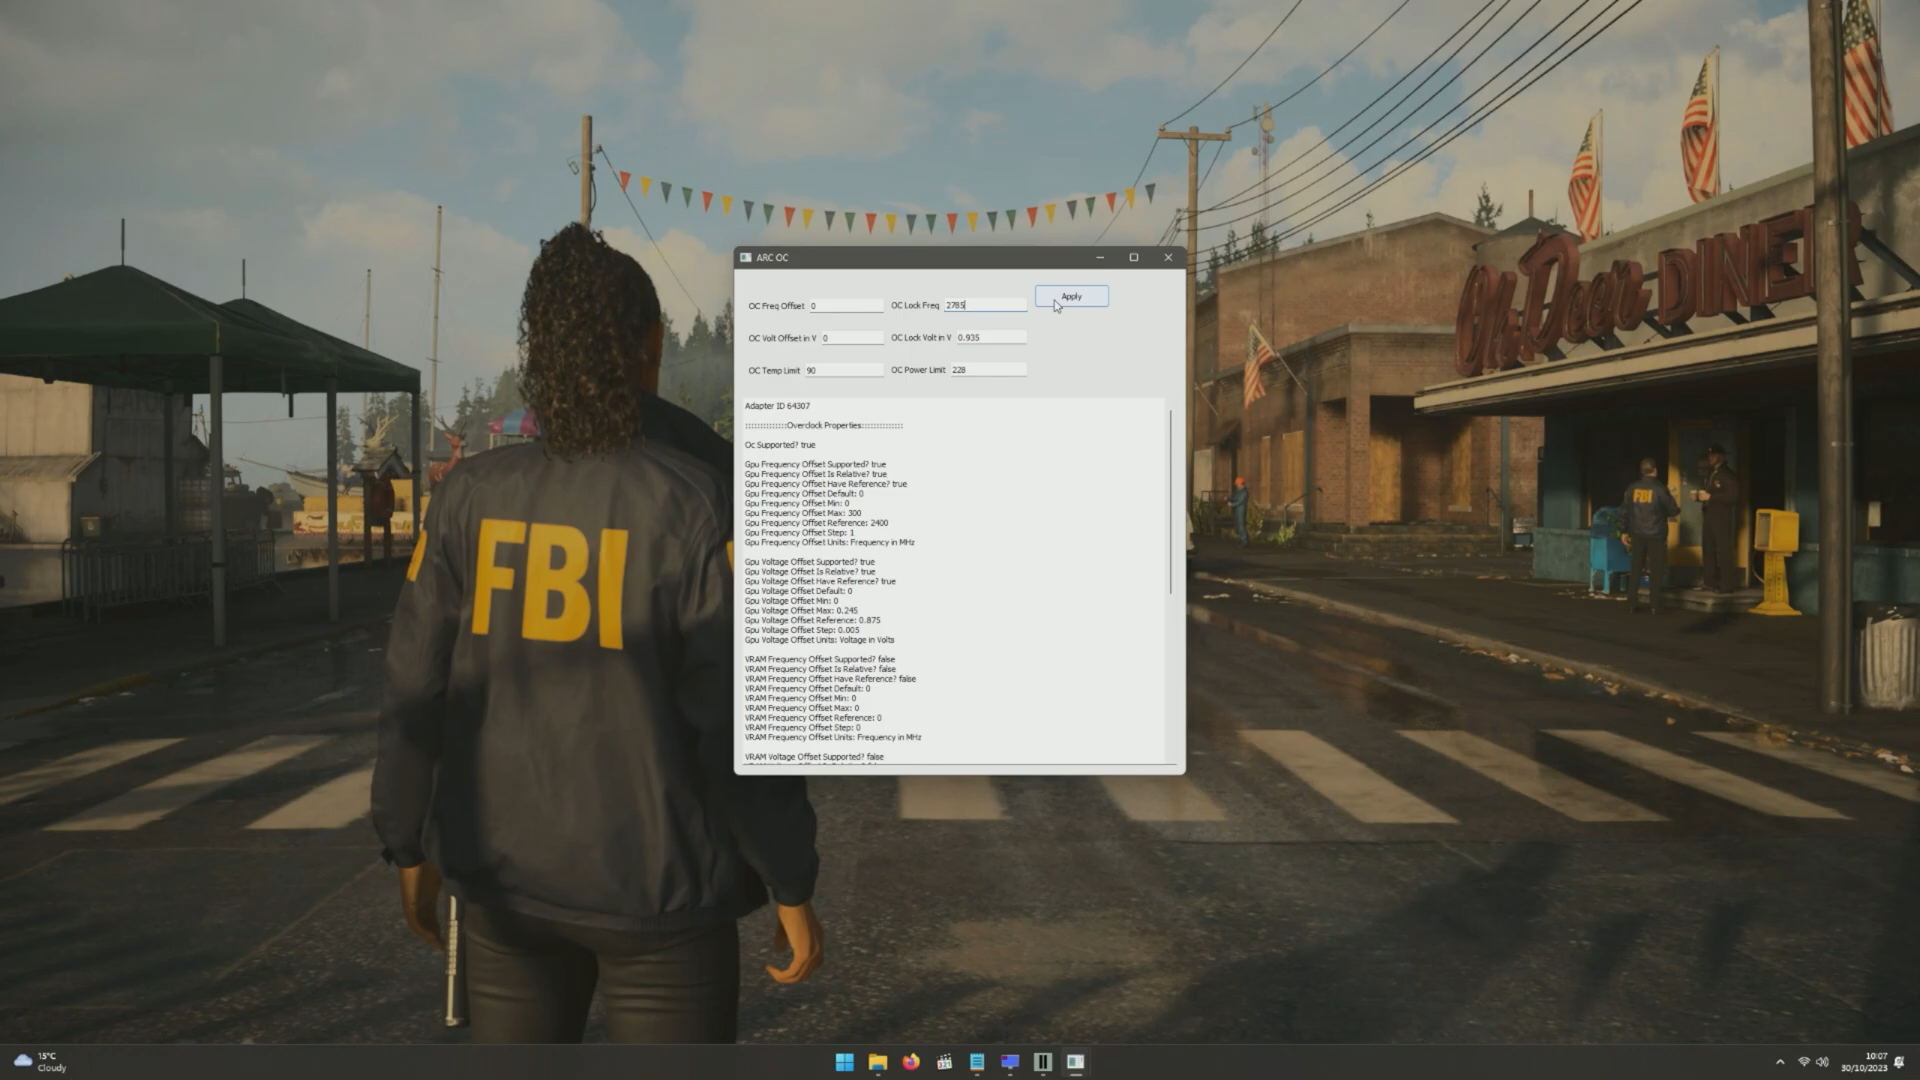 ARC OC
OC Freq Offset 0 OC Lock Freq 2785 Apply
OC Volt Offset in V 0 OC Lock Volt in V 0.935
OC Temp Limit 90 OC Power Limit 228
Adapter ID 64307
::::::::::::::Overclock Properties::::::::::::::
Oc Supported? true
Gpu Frequency Offset Supported? true
Gpu Frequency Offset Is Relative? true
Gpu Frequency Offset Have Reference? true
Gpu Frequency Offset Default: 0
Gpu Frequency Offset Min: 0
Gpu Frequency Offset Max: 300
Gpu Frequency Offset Reference: 2400
Gpu Frequency Offset Step: 1
Gpu Frequency Offset Units: Frequency in MHz
Gpu Voltage Offset Supported? true
Gpu Voltage Offset Is Relative? true
Gpu Voltage Offset Have Reference? true
Gpu Voltage Offset Default: 0
Gpu Voltage Offset Min: 0
Gpu Voltage Offset Max: 0.245
Gpu Voltage Offset Reference: 0.875
Gpu Voltage Offset Step: 0.005
Gpu Voltage Offset Units: Voltage in Volts
VRAM Frequency Offset Supported? false
VRAM Frequency Offset Is Relative? false
VRAM Frequency Offset Have Reference? false
VRAM Frequency Offset Default: 0
VRAM Frequency Offset Min: 0
VRAM Frequency Offset Max: 0
VRAM Frequency Offset Reference: 0
VRAM Frequency Offset Step: 0
VRAM Frequency Offset Units: Frequency in MHz
VRAM Voltage Offset Supported? false
FBI
Oh Deer DINER
FBI
15°C
Cloudy
10:07
30/10/2023